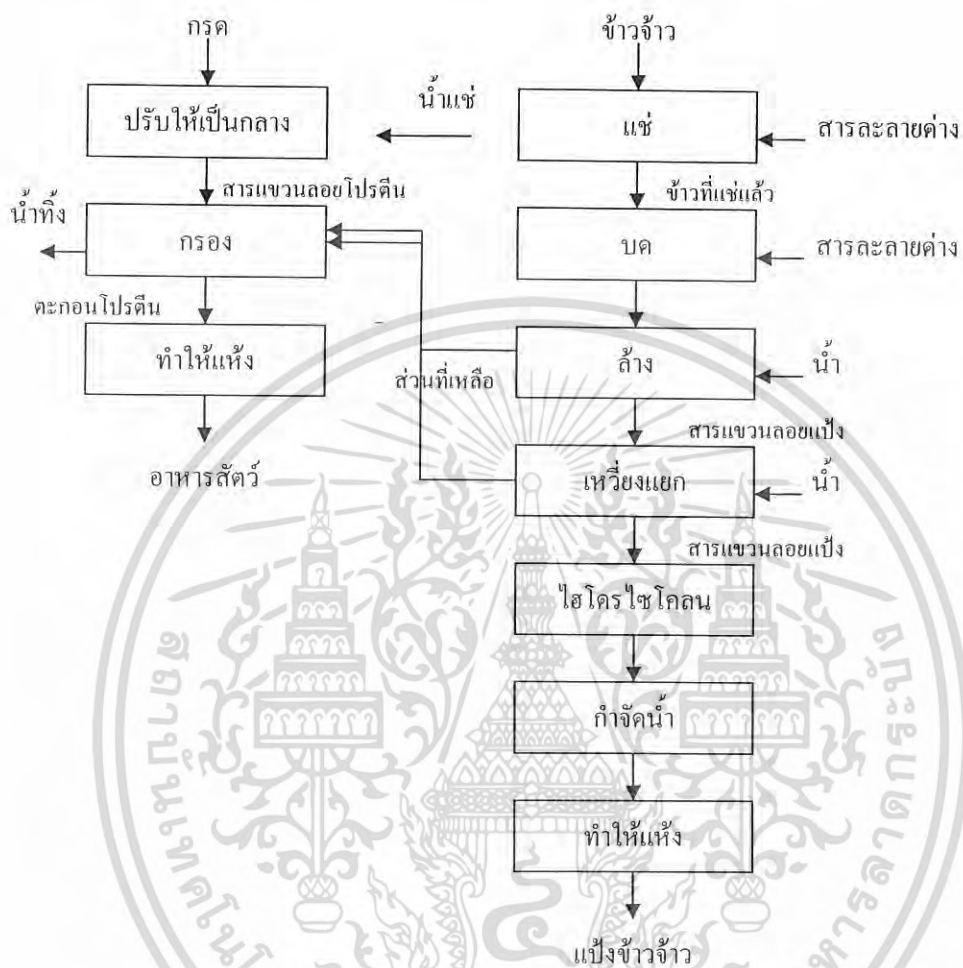 กรด
ข้าวจ้าว
ปรับให้เป็นกลาง
น้ำแช่
แช่
สารละลายด่าง
สารแขวนลอยโปรตีน
ข้าวที่แช่แล้ว
น้ำทิ้ง
กรอง
บด
สารละลายด่าง
ตะกอนโปรตีน
ทำให้แห้ง
ส่วนที่เหลือ
ล้าง
น้ำ
สารแขวนลอยแป้ง
อาหารสัตว์
เหวี่ยงแยก
น้ำ
สารแขวนลอยแป้ง
ไฮโดรไซโคลน
กำจัดน้ำ
ทำให้แห้ง
แป้งข้าวจ้าว